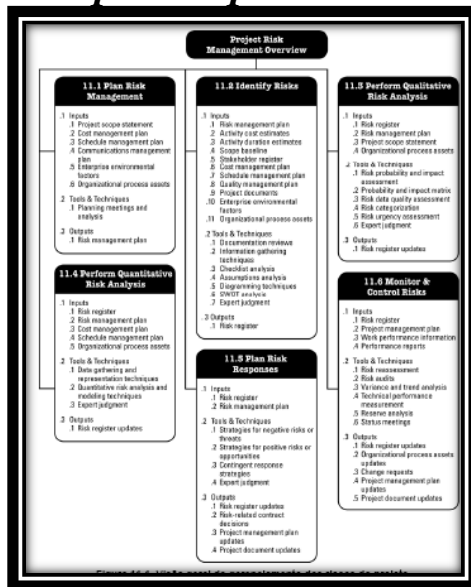 Project Risk
Management Overview
11.1 Plan Risk
Management
.1 Inputs
.1 Project scope statement
.2 Cost management plan
.3 Schedule management plan
.4 Communications management
plan
.5 Enterprise environmental
factors
.6 Organizational process assets
.2 Tools & Techniques
.1 Planning meetings and
analysis
.3 Outputs
.1 Risk management plan
11.2 Identify Risks
.1 Inputs
.1 Risk management plan
.2 Activity cost estimates
.3 Activity duration estimates
.4 Scope baseline
.5 Stakeholder register
.6 Cost management plan
.7 Schedule management plan
.8 Quality management plan
.9 Project documents
.10 Enterprise environmental
factors
.11 Organizational process assets
.2 Tools & Techniques
.1 Documentation reviews
.2 Information gathering
techniques
.3 Checklist analysis
.4 Assumptions analysis
.5 Diagramming techniques
.6 SWOT analysis
.7 Expert judgment
.3 Outputs
.1 Risk register
11.3 Perform Qualitative
Risk Analysis
.1 Inputs
.1 Risk register
.2 Risk management plan
.3 Project scope statement
.4 Organizational process assets
.2 Tools & Techniques
.1 Risk probability and impact
assessment
.2 Probability and impact matrix
.3 Risk data quality assessment
.4 Risk categorization
.5 Risk urgency assessment
.6 Expert judgment
.3 Outputs
.1 Risk register updates
11.4 Perform Quantitative
Risk Analysis
.1 Inputs
.1 Risk register
.2 Risk management plan
.3 Cost management plan
.4 Schedule management plan
.5 Organizational process assets
.2 Tools & Techniques
.1 Data gathering and
representation techniques
.2 Quantitative risk analysis and
modeling techniques
.3 Expert judgment
.3 Outputs
.1 Risk register updates
11.5 Plan Risk
Responses
.1 Inputs
.1 Risk register
.2 Risk management plan
.2 Tools & Techniques
.1 Strategies for negative risks or
threats
.2 Strategies for positive risks or
opportunities
.3 Contingent response
strategies
.4 Expert judgment
.3 Outputs
.1 Risk register updates
.2 Risk-related contract
decisions
.3 Project management plan
updates
.4 Project document updates
11.6 Monitor &
Control Risks
.1 Inputs
.1 Risk register
.2 Project management plan
.3 Work performance information
.4 Performance reports
.2 Tools & Techniques
.1 Risk reassessment
.2 Risk audits
.3 Variance and trend analysis
.4 Technical performance
measurement
.5 Reserve analysis
.6 Status meetings
.3 Outputs
.1 Risk register updates
.2 Organizational process assets
updates
.3 Change requests
.4 Project management plan
updates
.5 Project document updates